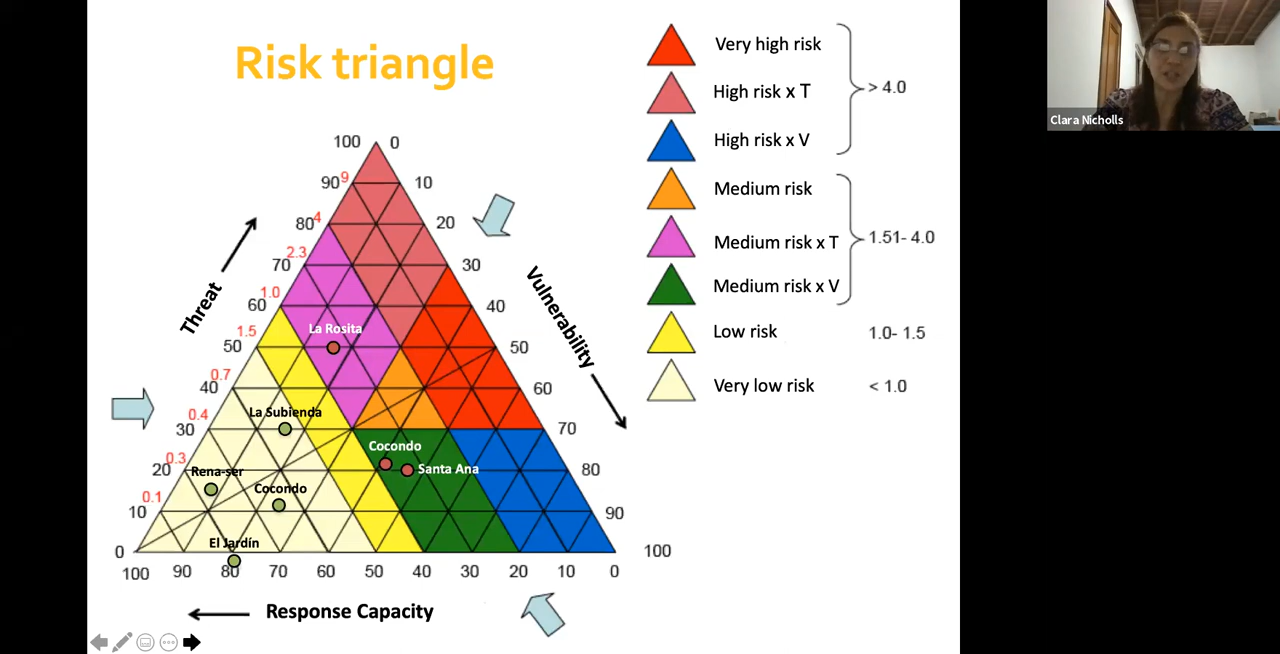 Risk triangle
Very high risk
High risk x T
High risk x V
> 4.0
Medium risk
Medium risk x T
Medium risk x V
1.51- 4.0
Low risk
1.0- 1.5
Very low risk
< 1.0
Clara Nicholls
100
0
90
9
10
80
4
20
2.3
70
30
1.0
60
40
1.5
50
50
0.7
40
60
0.4
30
70
0.3
20
80
0.1
10
90
0
100
Threat
Vulnerability
La Rosita
La Subienda
Cocondo
Santa Ana
Rena-ser
Cocondo
El Jardín
100 90 80 70 60 50 40 30 20 10 0
Response Capacity